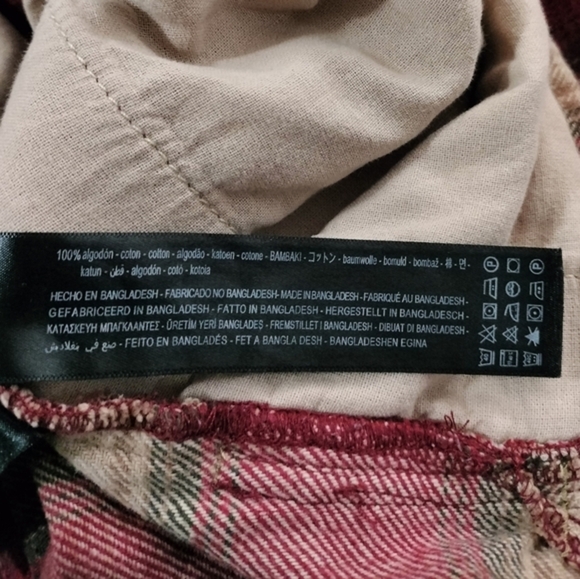 100% algodón - coton - cotton - algodão - katoen - cotone - BAMBAKI - コットン - baumwolle - bomuld - bombaž - 棉 - 면 -
katun - قطن - algodón - cotó - kotoia
HECHO EN BANGLADESH - FABRICADO NO BANGLADESH - MADE IN BANGLADESH - FABRIQUÉ AU BANGLADESH -
GEFABRICEERD IN BANGLADESH - FATTO IN BANGLADESH - HERGESTELLT IN BANGLADESCH -
ΚΑΤΑΣΚΕΥΗ ΜΠΑΓΚΛΑΝΤΕΣ - ÜRETİM YERİ BANGLADEŞ - FREMSTILLET I BANGLADESH - DIBUAT DI BANGLADESH -
صنع في بنغلادش - FEITO EN BANGLADÉS - FET A BANGLA DESH - BANGLADESHEN EGINA